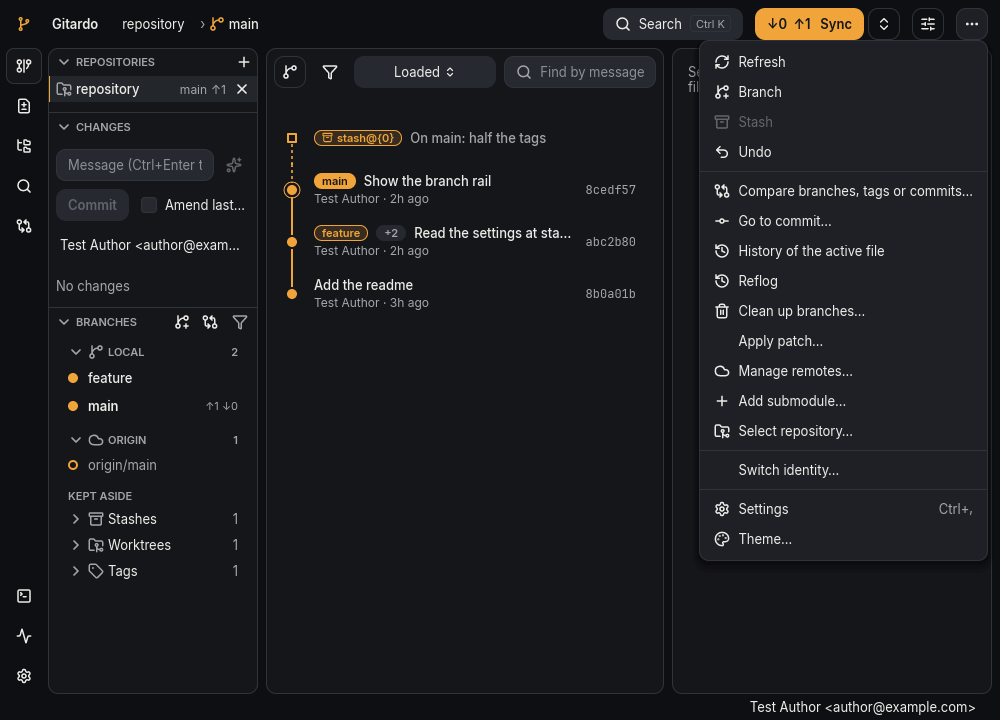 Gitardo repository › main Search Ctrl K ↓0 ↑1 Sync
REPOSITORIES
repository main ↑1
CHANGES
Message (Ctrl+Enter t
Commit Amend last...
Test Author <author@exam...
No changes
BRANCHES
LOCAL 2
feature
main ↑1 ↓0
ORIGIN 1
origin/main
KEPT ASIDE
Stashes 1
Worktrees 1
Tags 1
Loaded Find by message
stash@{0} On main: half the tags
main Show the branch rail
Test Author · 2h ago 8cedf57
feature +2 Read the settings at sta...
Test Author · 2h ago abc2b80
Add the readme
Test Author · 3h ago 8b0a01b
Refresh
Branch
Stash
Undo
Compare branches, tags or commits...
Go to commit...
History of the active file
Reflog
Clean up branches...
Apply patch...
Manage remotes...
Add submodule...
Select repository...
Switch identity...
Settings Ctrl+,
Theme...
Test Author <author@example.com>